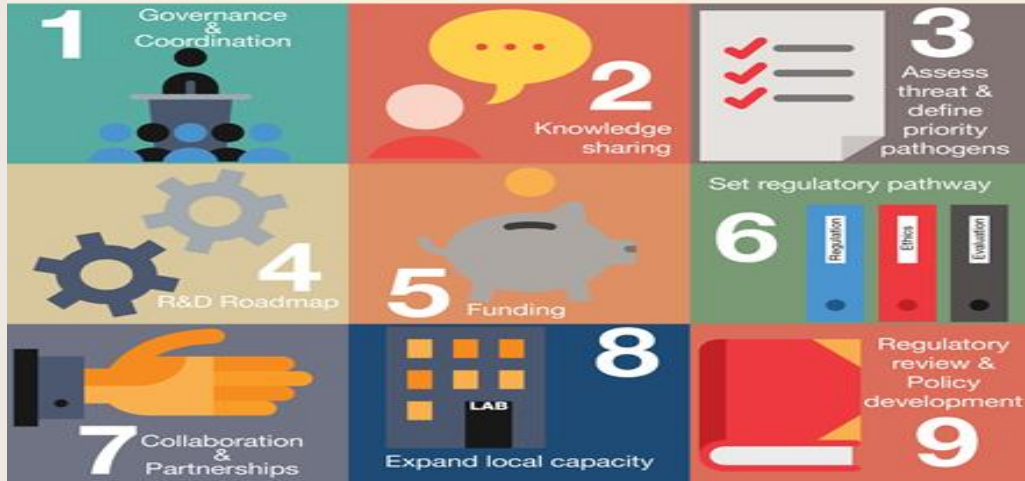 1
Governance
&
Coordination
2
Knowledge
sharing
3
Assess
threat &
define
priority
pathogens
4
R&D Roadmap
5
Funding
Set regulatory pathway
6
Regulation
Ethics
Evaluation
7
Collaboration
&
Partnerships
8
LAB
Expand local capacity
Regulatory
review &
Policy
development
9